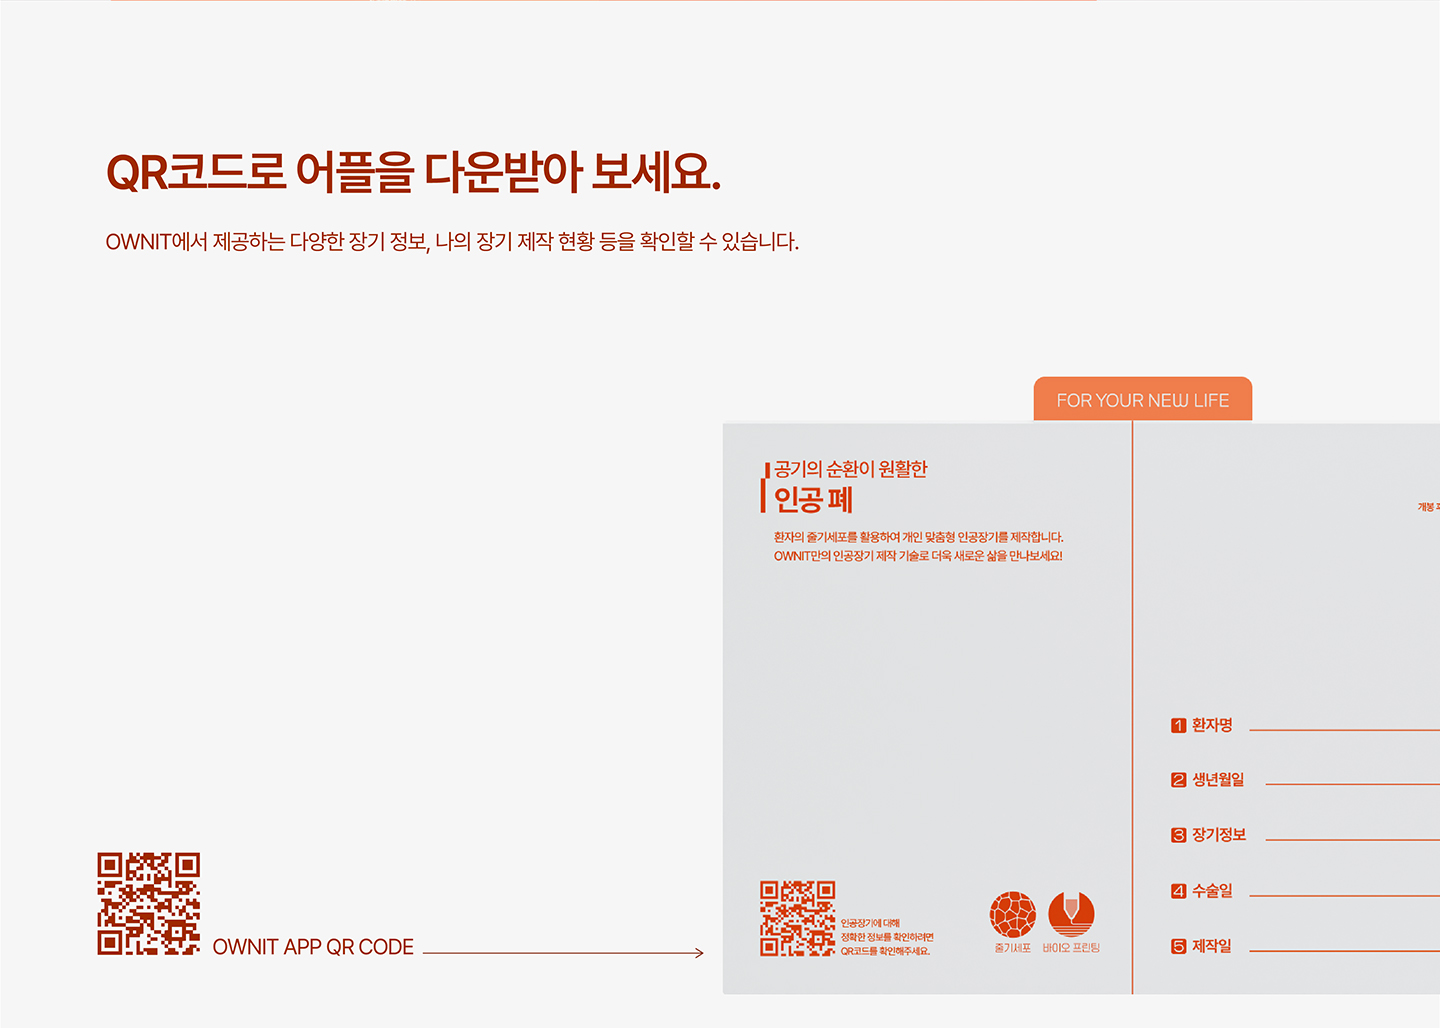 QR코드로 어플을 다운받아 보세요.
OWNIT에서 제공하는 다양한 장기 정보, 나의 장기 제작 현황 등을 확인할 수 있습니다.
FOR YOUR NEW LIFE
공기의 순환이 원활한
인공 폐
환자의 줄기세포를 활용하여 개인 맞춤형 인공장기를 제작합니다.
OWNIT만의 인공장기 제작 기술로 더욱 새로운 삶을 만나보세요!
개봉
1 환자명
2 생년월일
3 장기정보
4 수술일
5 제작일
인공장기에 대해
정확한 정보를 확인하려면
QR코드를 확인해주세요.
줄기세포
바이오 프린팅
OWNIT APP QR CODE